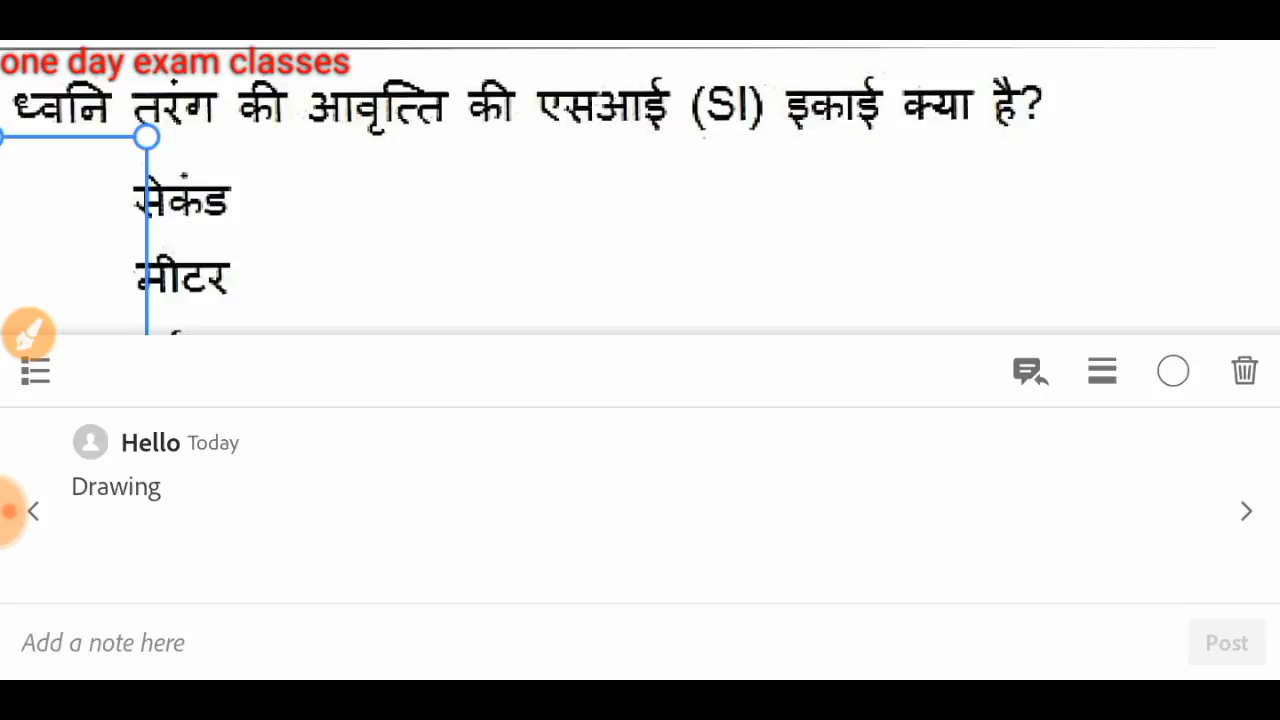 one day exam classes
ध्वनि तरंग की आवृत्ति की एसआई (SI) इकाई क्या है?
सेकंड
मीटर
Hello Today
Drawing
Add a note here
Post